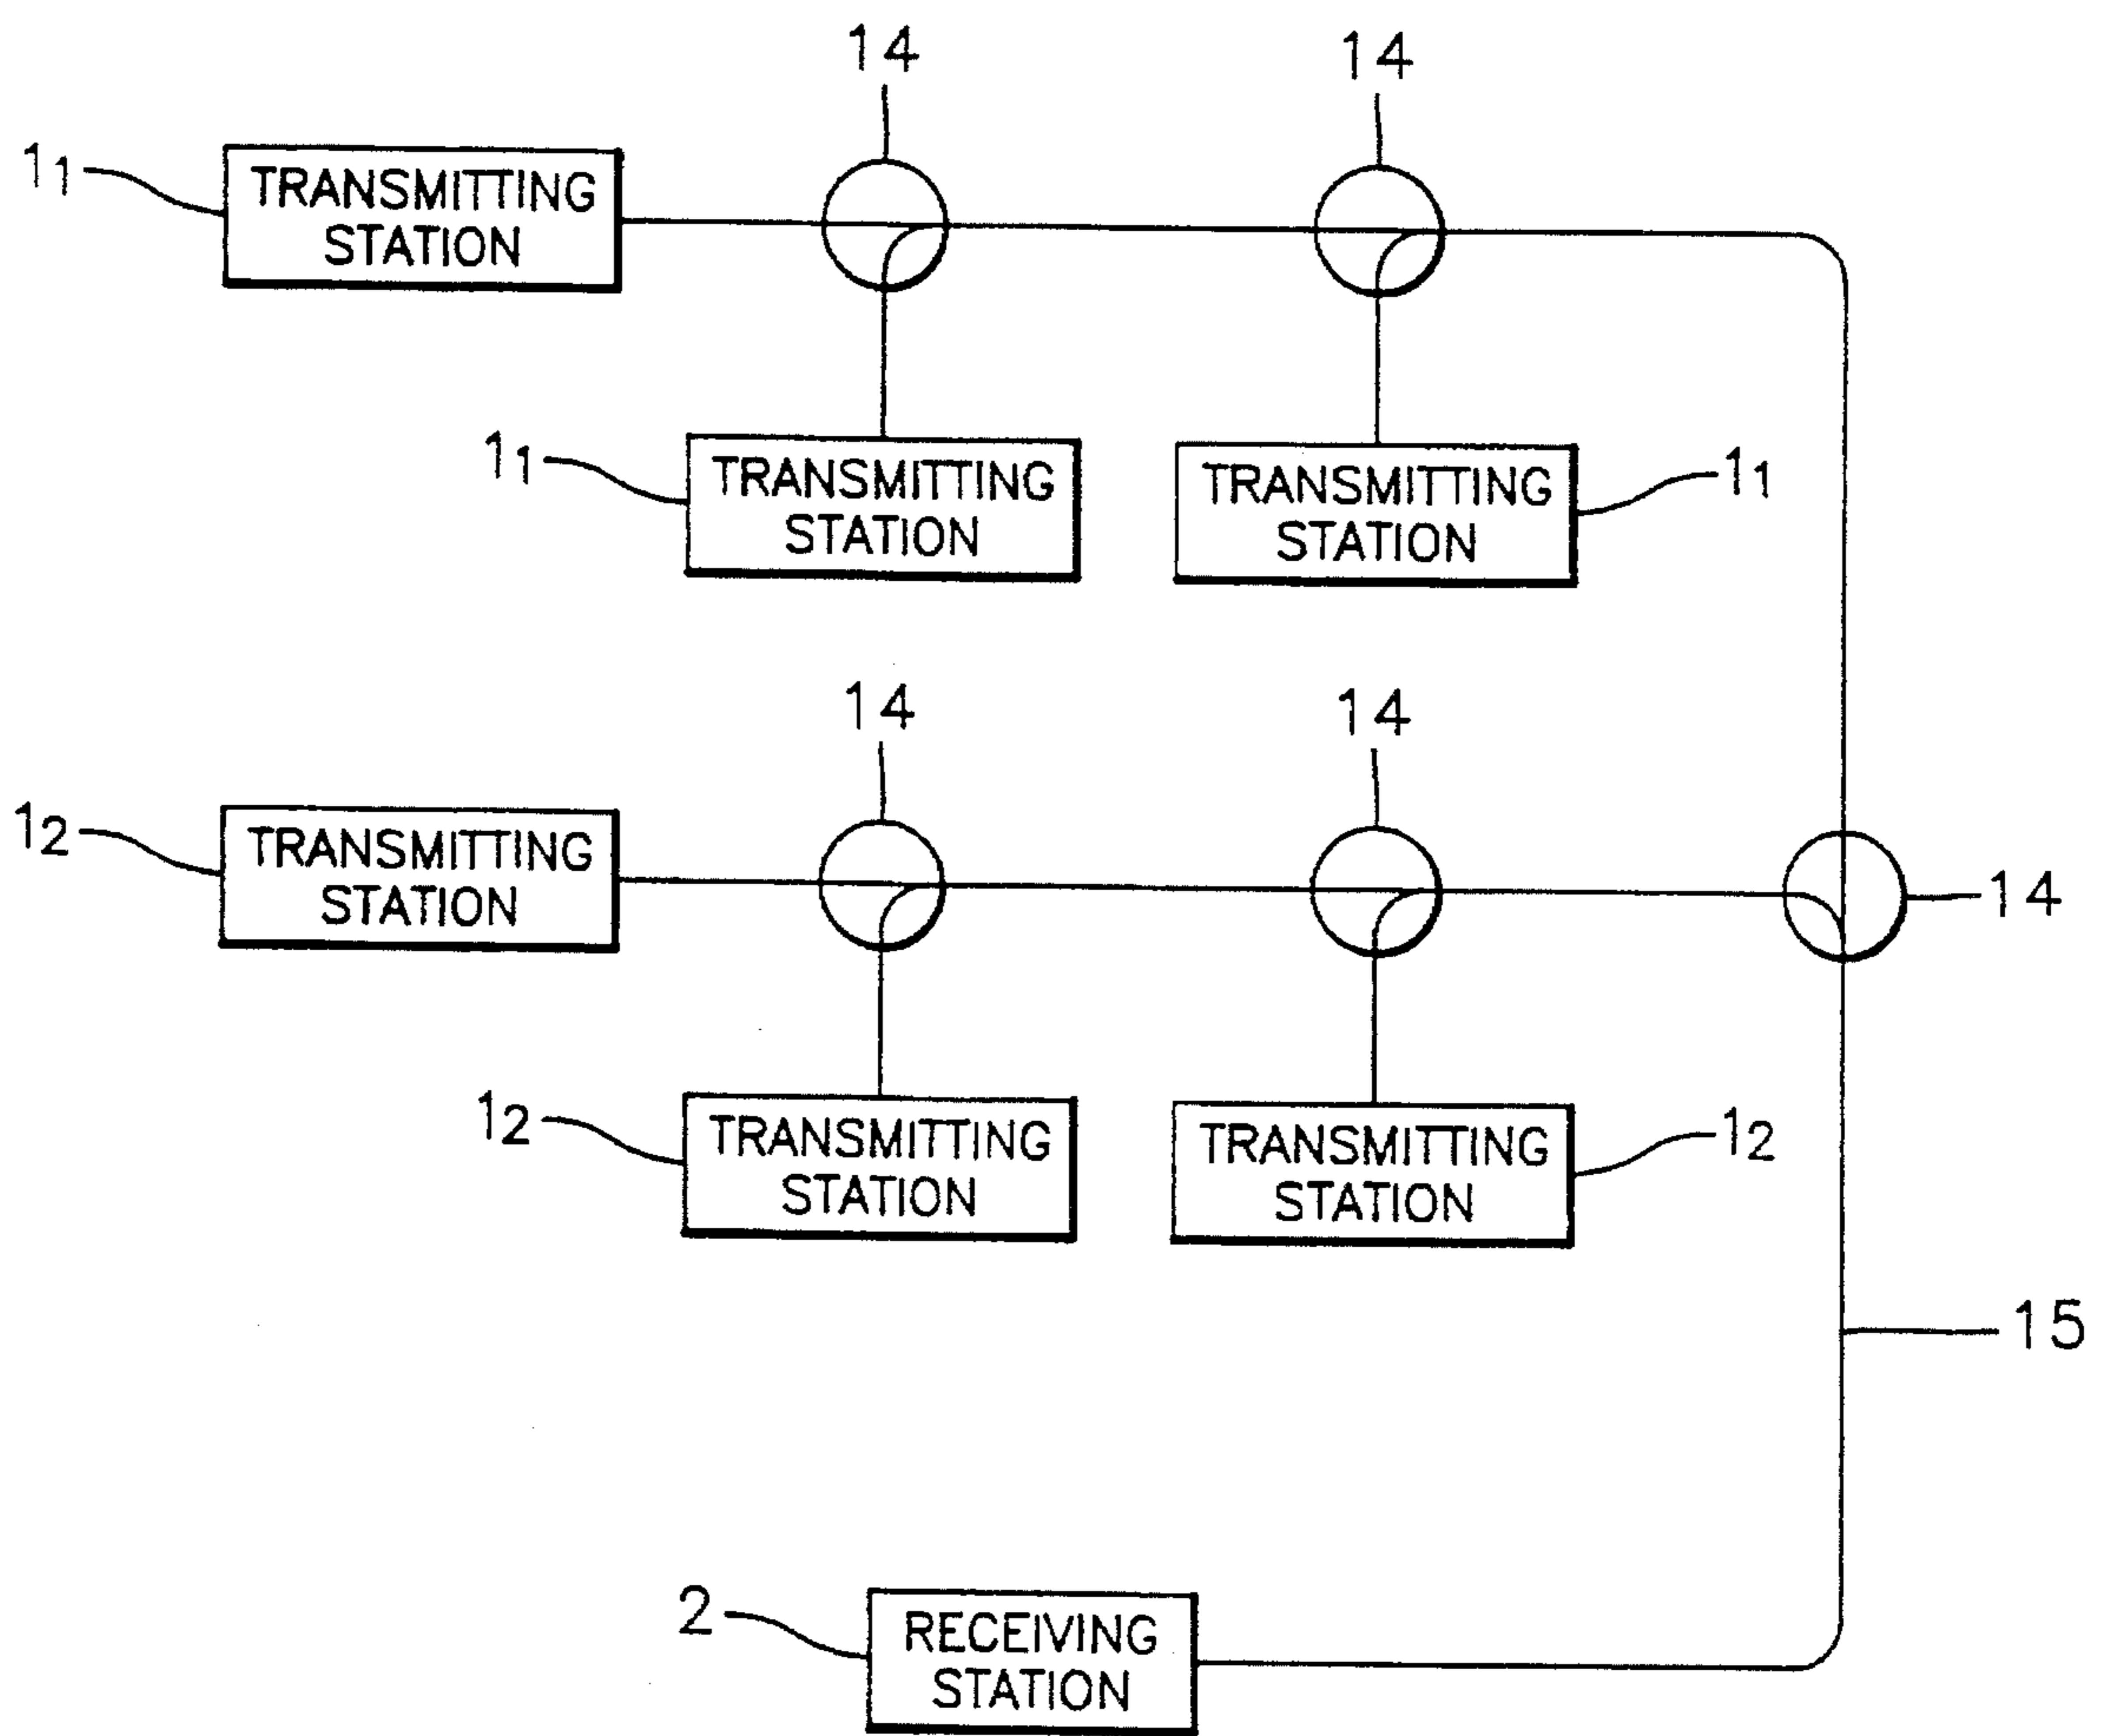 14
14
1₁
TRANSMITTING
STATION
1₁
TRANSMITTING
STATION
TRANSMITTING
STATION
1₁
14
14
1₂
TRANSMITTING
STATION
14
1₂
TRANSMITTING
STATION
TRANSMITTING
STATION
1₂
15
2
RECEIVING
STATION